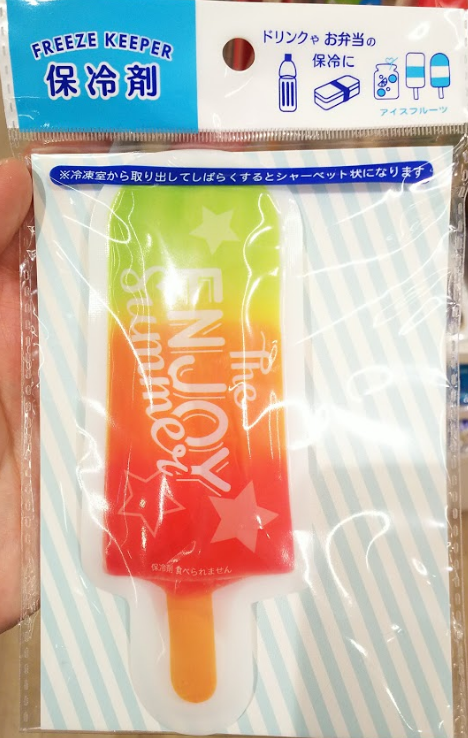 FREEZE KEEPER
保冷剤
ドリンクや お弁当の
保冷に
アイスフルーツ
※冷凍室から取り出してしばらくするとシャーベット状になります
The
ENJOY
Summer
保冷剤 食べられません